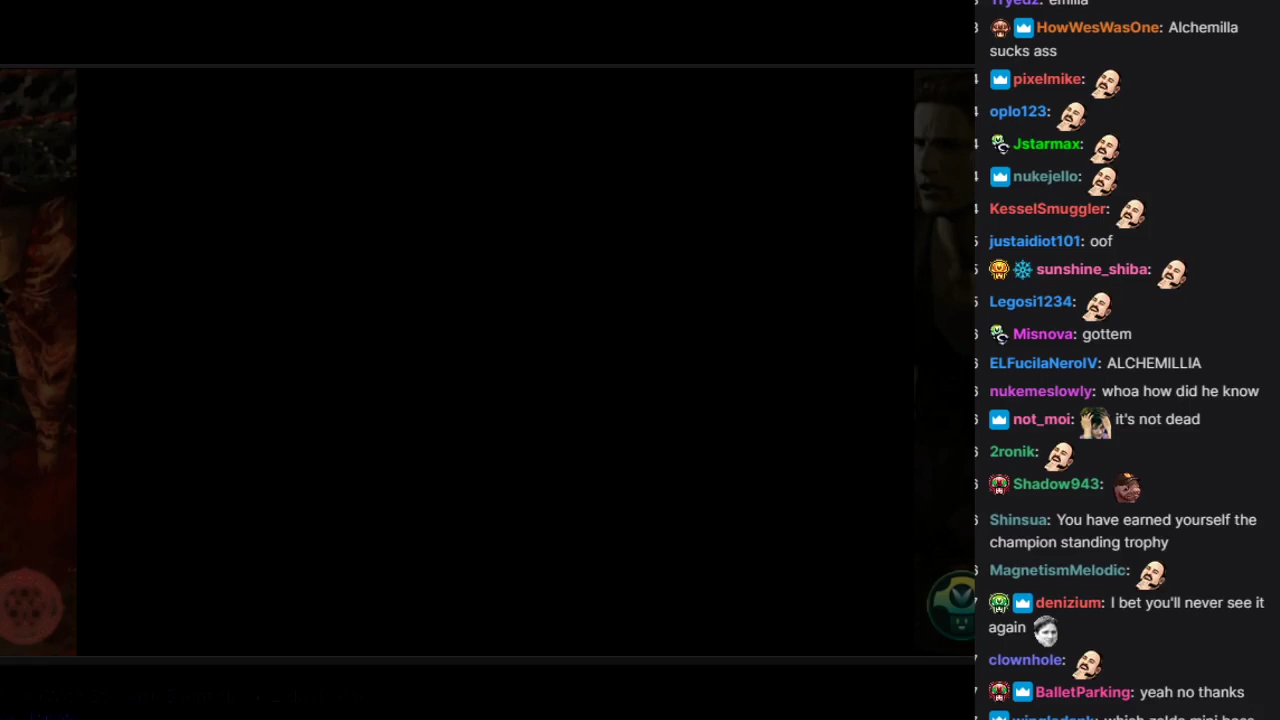 Tryedz: emilia
HowWesWasOne: Alchemilla
sucks ass
pixelmike:
oplo123:
Jstarmax:
nukejello:
KesselSmuggler:
justaidiot101: oof
sunshine_shiba:
Legosi1234:
Misnova: gottem
ELFucilaNeroIV: ALCHEMILLIA
nukemeslowly: whoa how did he know
not_moi: it's not dead
2ronik:
Shadow943:
Shinsua: You have earned yourself the
champion standing trophy
MagnetismMelodic:
denizium: I bet you'll never see it
again
clownhole:
BalletParking: yeah no thanks